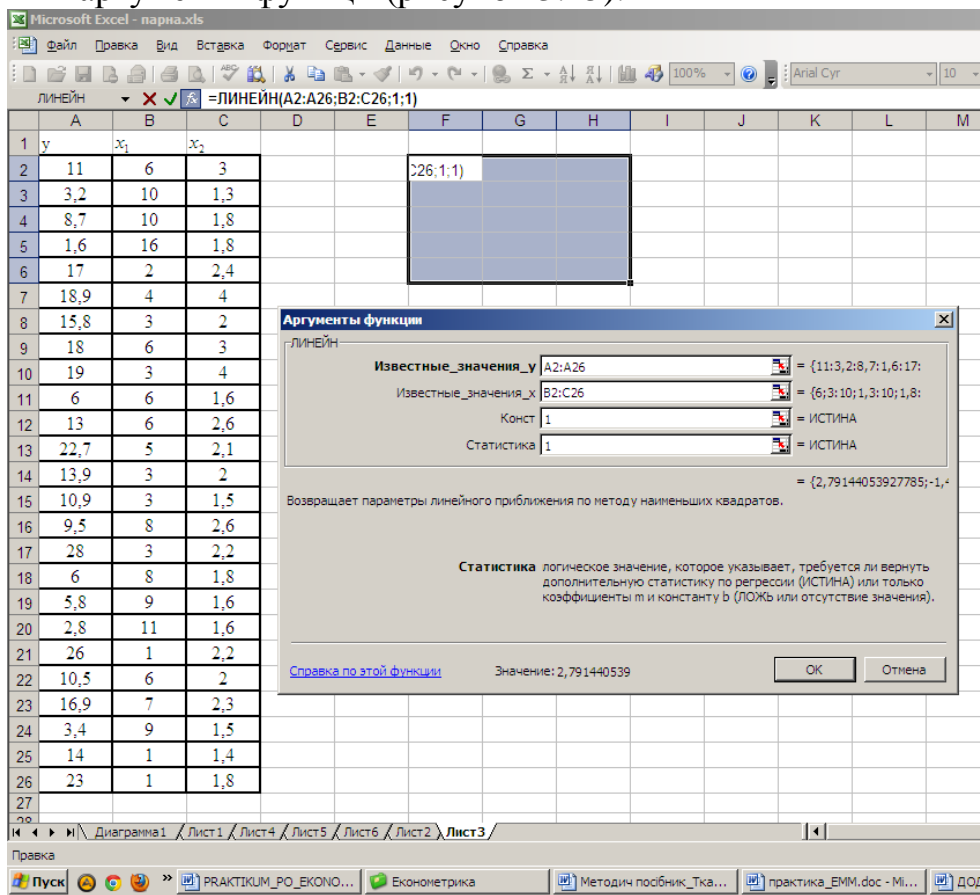 Microsoft Excel - парна.xls
Файл Правка Вид Вставка Формат Сервис Данные Окно Справка
100% Arial Cyr 10
ЛИНЕЙН =ЛИНЕЙН(A2:A26;B2:C26;1;1)
A B C D E F G H I J K L M
1 y x1 x2
2 11 6 3 C26;1;1)
3 3,2 10 1,3
4 8,7 10 1,8
5 1,6 16 1,8
6 17 2 2,4
7 18,9 4 4
8 15,8 3 2
9 18 6 3
10 19 3 4
11 6 6 1,6
12 13 6 2,6
13 22,7 5 2,1
14 13,9 3 2
15 10,9 3 1,5
16 9,5 8 2,6
17 28 3 2,2
18 6 8 1,8
19 5,8 9 1,6
20 2,8 11 1,6
21 26 1 2,2
22 10,5 6 2
23 16,9 7 2,3
24 3,4 9 1,5
25 14 1 1,4
26 23 1 1,8
27
Аргументы функции
ЛИНЕЙН
Известные_значения_y A2:A26 = {11:3,2:8,7:1,6:17:
Известные_значения_x B2:C26 = {6;3:10;1,3:10;1,8:
Конст 1 = ИСТИНА
Статистика 1 = ИСТИНА
= {2,79144053927785;-1,4
Возвращает параметры линейного приближения по методу наименьших квадратов.
Статистика логическое значение, которое указывает, требуется ли вернуть
дополнительную статистику по регрессии (ИСТИНА) или только
коэффициенты m и константу b (ЛОЖЬ или отсутствие значения).
Справка по этой функции Значение: 2,791440539 OK Отмена
Диаграмма1 Лист1 Лист4 Лист5 Лист6 Лист2 Лист3
Правка
Пуск PRAKTIKUM_PO_EKONO... Економетрика Методич посібник_Тка... практика_ЕММ.doc - Mi...